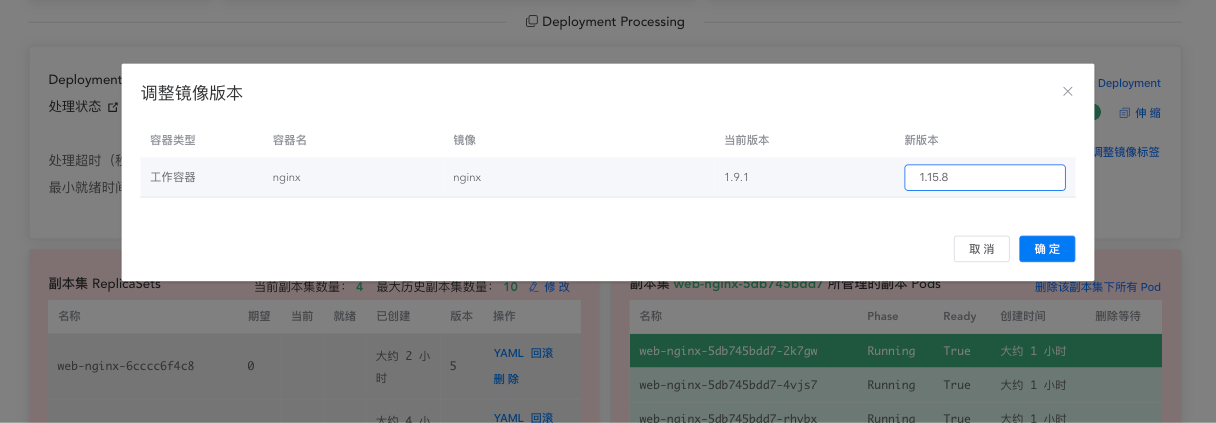 Deployment Processing
Deployment
Deployment
处理状态
伸 缩
处理超时（秒
调整镜像标签
最小就绪时间
调整镜像版本
容器类型 容器名 镜像 当前版本 新版本
工作容器 nginx nginx 1.9.1 1.15.8
取 消 确 定
副本集 ReplicaSets 当前副本集数量： 4 最大历史副本集数量： 10 修 改
名称 期望 当前 就绪 已创建 版本 操作
web-nginx-6cccc6f4c8 0 大约 2 小时 5 YAML 回滚
删 除
大约 4 小 YAML 回滚
副本集 web-nginx-5db745bdd7 所管理的副本 Pods 删除该副本集下所有 Pod
名称 Phase Ready 创建时间 删除等待
web-nginx-5db745bdd7-2k7gw Running True 大约 1 小时
web-nginx-5db745bdd7-4vjs7 Running True 大约 1 小时
web-nginx-5db745bdd7-rhvbx Running True 大约 1 小时